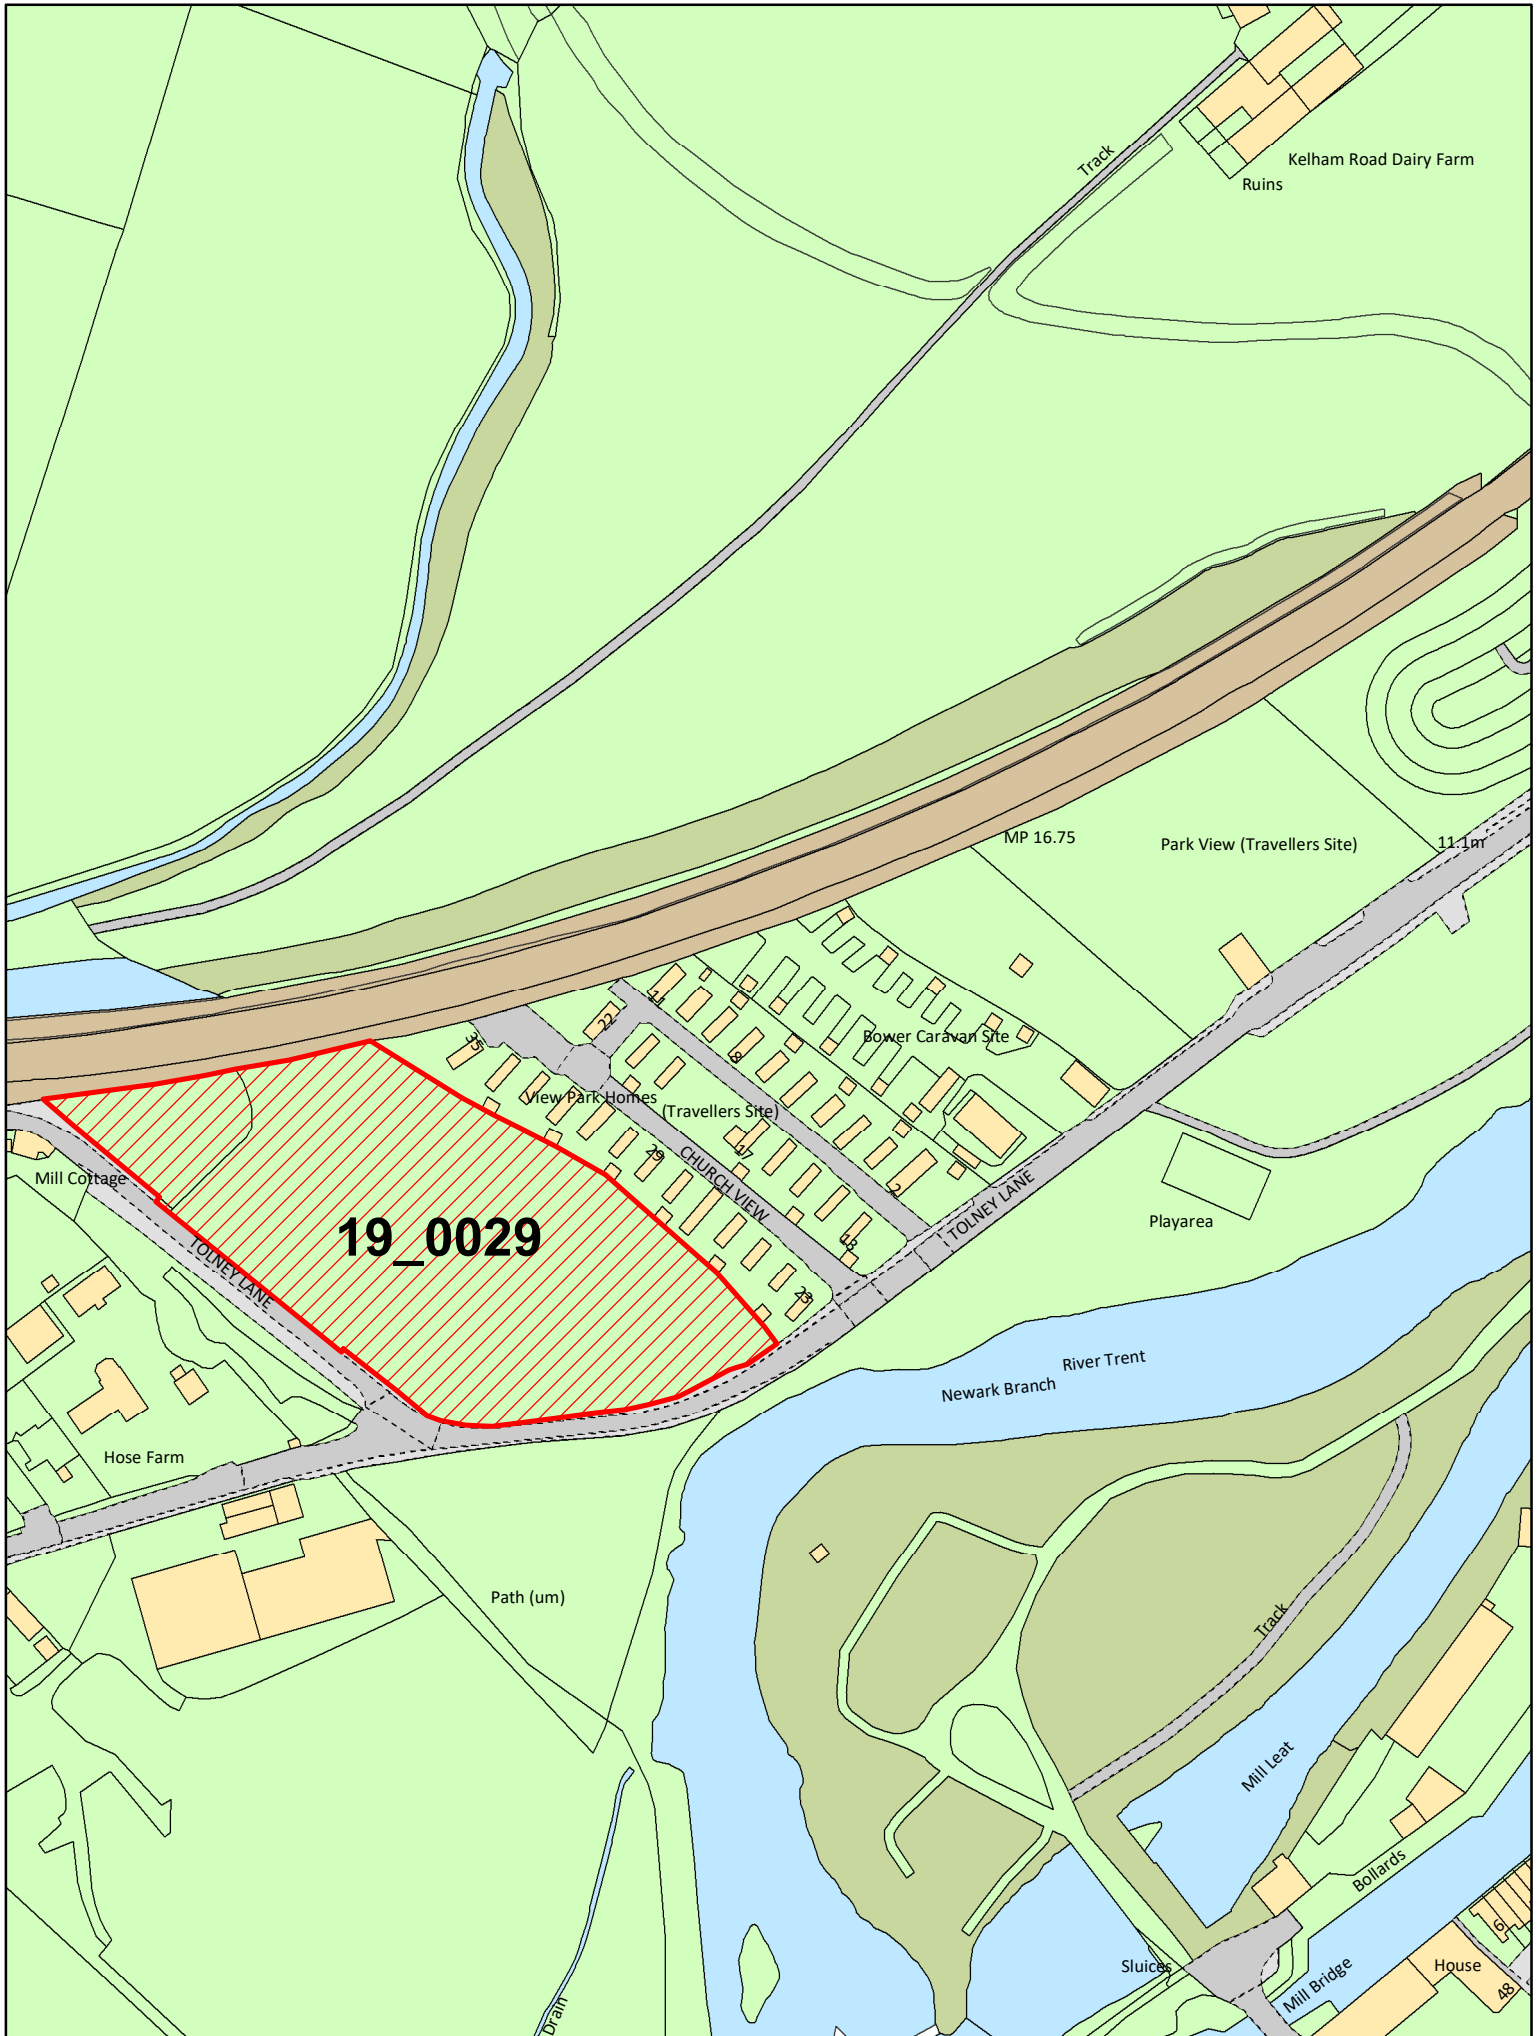 Track
Kelham Road Dairy Farm
Ruins
MP 16.75
Park View (Travellers Site)
11.1m
11
22
35
8
Bower Caravan Site
View Park Homes
(Travellers Site)
17
29
CHURCH VIEW
2
TOLNEY LANE
Mill Cottage
19_0029
TOLNEY LANE
18
23
Playarea
River Trent
Newark Branch
Hose Farm
Path (um)
Track
Mill Leat
Bollards
Sluices
Mill Bridge
House
6
48
Drain